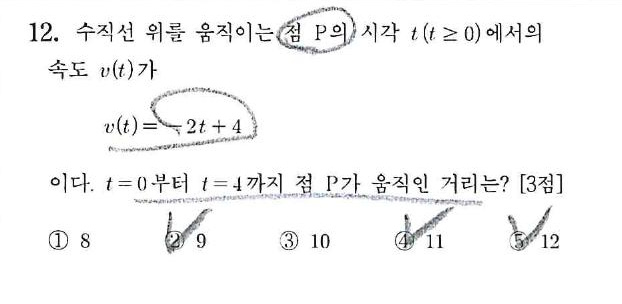 12. 수직선 위를 움직이는 점 P의 시각 t(t ≥ 0)에서의
속도 v(t)가
v(t) = −2t + 4
이다. t=0부터 t=4까지 점 P가 움직인 거리는? [3점]
① 8 ② 9 ③ 10 ④ 11 ⑤ 12